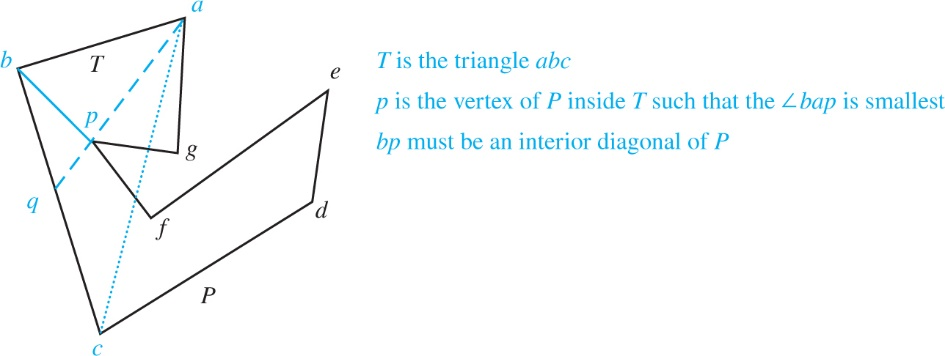 a
b
T
T is the triangle abc
e
p is the vertex of P inside T such that the ∠bap is smallest
p
bp must be an interior diagonal of P
g
q
d
f
P
c